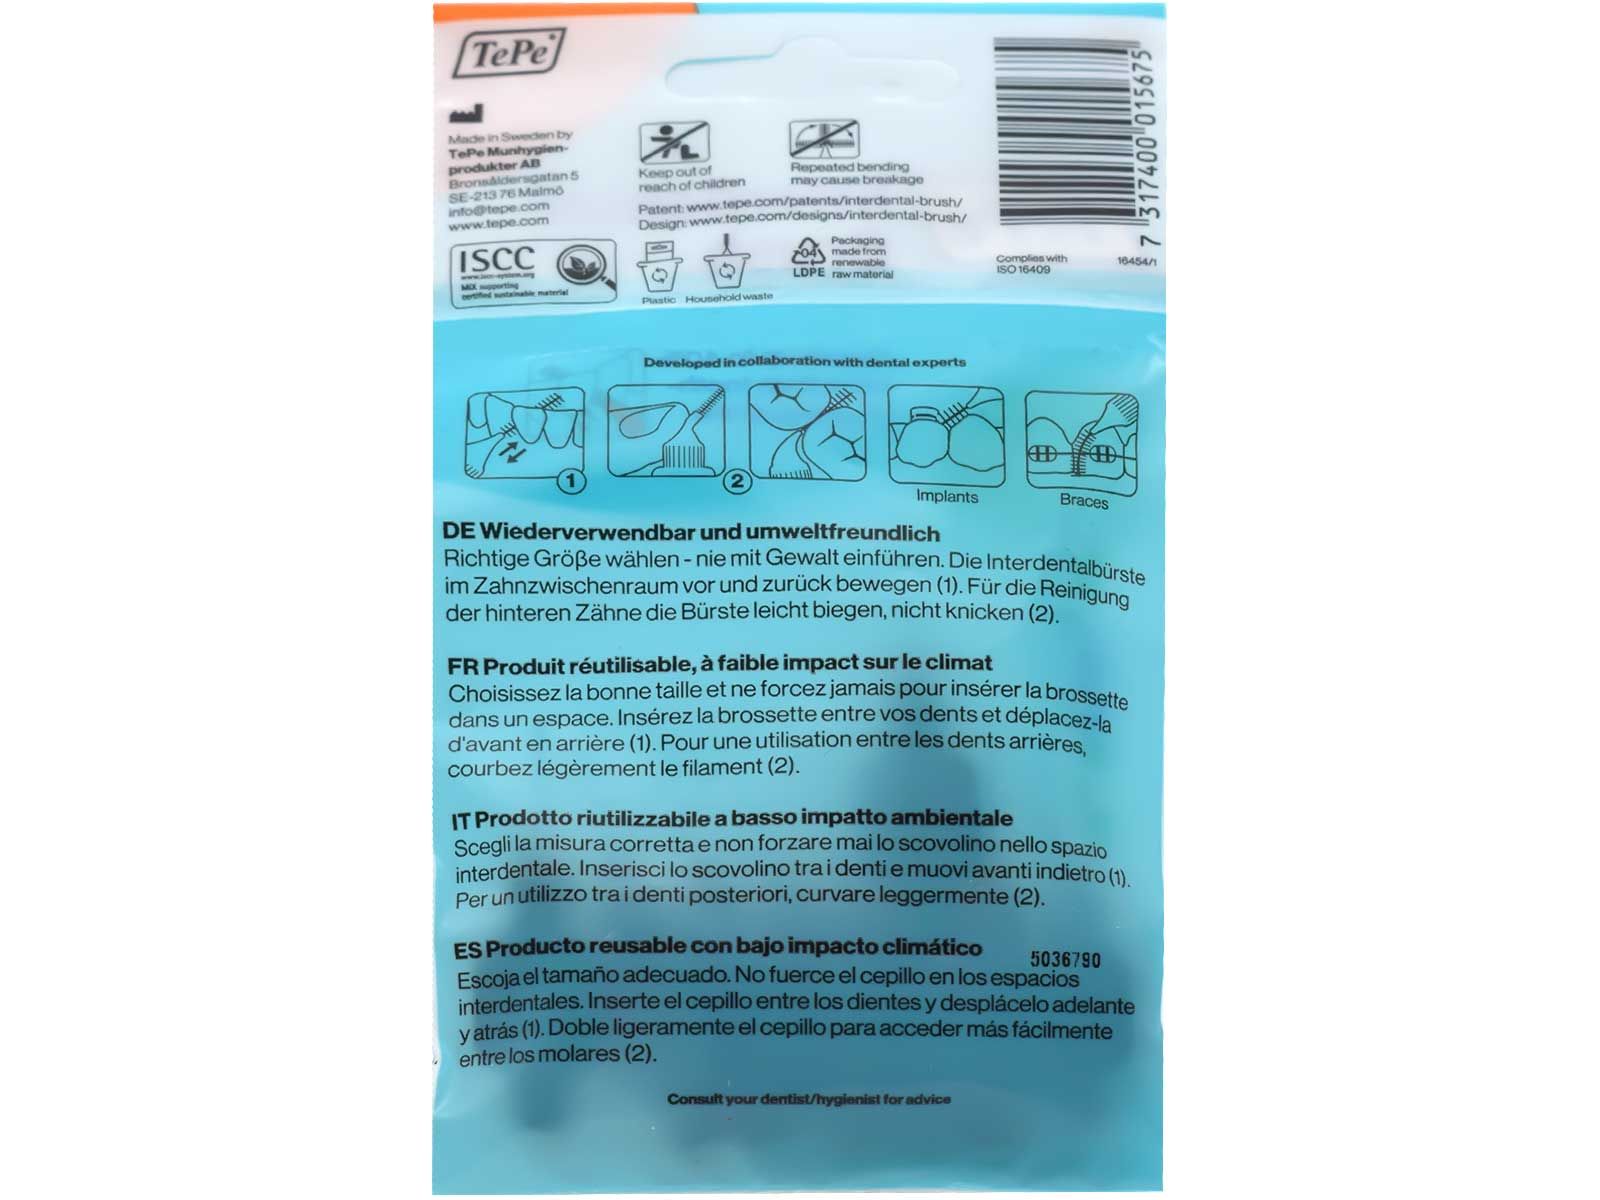 TePe
Made in Sweden by
TePe Munhygien-
produkter AB
Bronsåldersgatan 5
SE-213 76 Malmö
info@tepe.com
www.tepe.com
Keep out of
reach of children
Repeated bending
may cause breakage
Patent: www.tepe.com/patents/interdental-brush/
Design: www.tepe.com/designs/interdental-brush/
7 317400 015675
ISCC
www.iscc-system.org
MIX supporting
certified sustainable material
Plastic
Household waste
04
LDPE
Packaging
made from
renewable
raw material
Complies with
ISO 16409
16454/1
Developed in collaboration with dental experts
1
2
Implants
Braces
DE Wiederverwendbar und umweltfreundlich
Richtige Größe wählen - nie mit Gewalt einführen. Die Interdentalbürste
im Zahnzwischenraum vor und zurück bewegen (1). Für die Reinigung
der hinteren Zähne die Bürste leicht biegen, nicht knicken (2).
FR Produit réutilisable, à faible impact sur le climat
Choisissez la bonne taille et ne forcez jamais pour insérer la brossette
dans un espace. Insérez la brossette entre vos dents et déplacez-la
d'avant en arrière (1). Pour une utilisation entre les dents arrières,
courbez légèrement le filament (2).
IT Prodotto riutilizzabile a basso impatto ambientale
Scegli la misura corretta e non forzare mai lo scovolino nello spazio
interdentale. Inserisci lo scovolino tra i denti e muovi avanti indietro (1).
Per un utilizzo tra i denti posteriori, curvare leggermente (2).
ES Producto reusable con bajo impacto climático
5036790
Escoja el tamaño adecuado. No fuerce el cepillo en los espacios
interdentales. Inserte el cepillo entre los dientes y desplácelo adelante
y atrás (1). Doble ligeramente el cepillo para acceder más fácilmente
entre los molares (2).
Consult your dentist/hygienist for advice